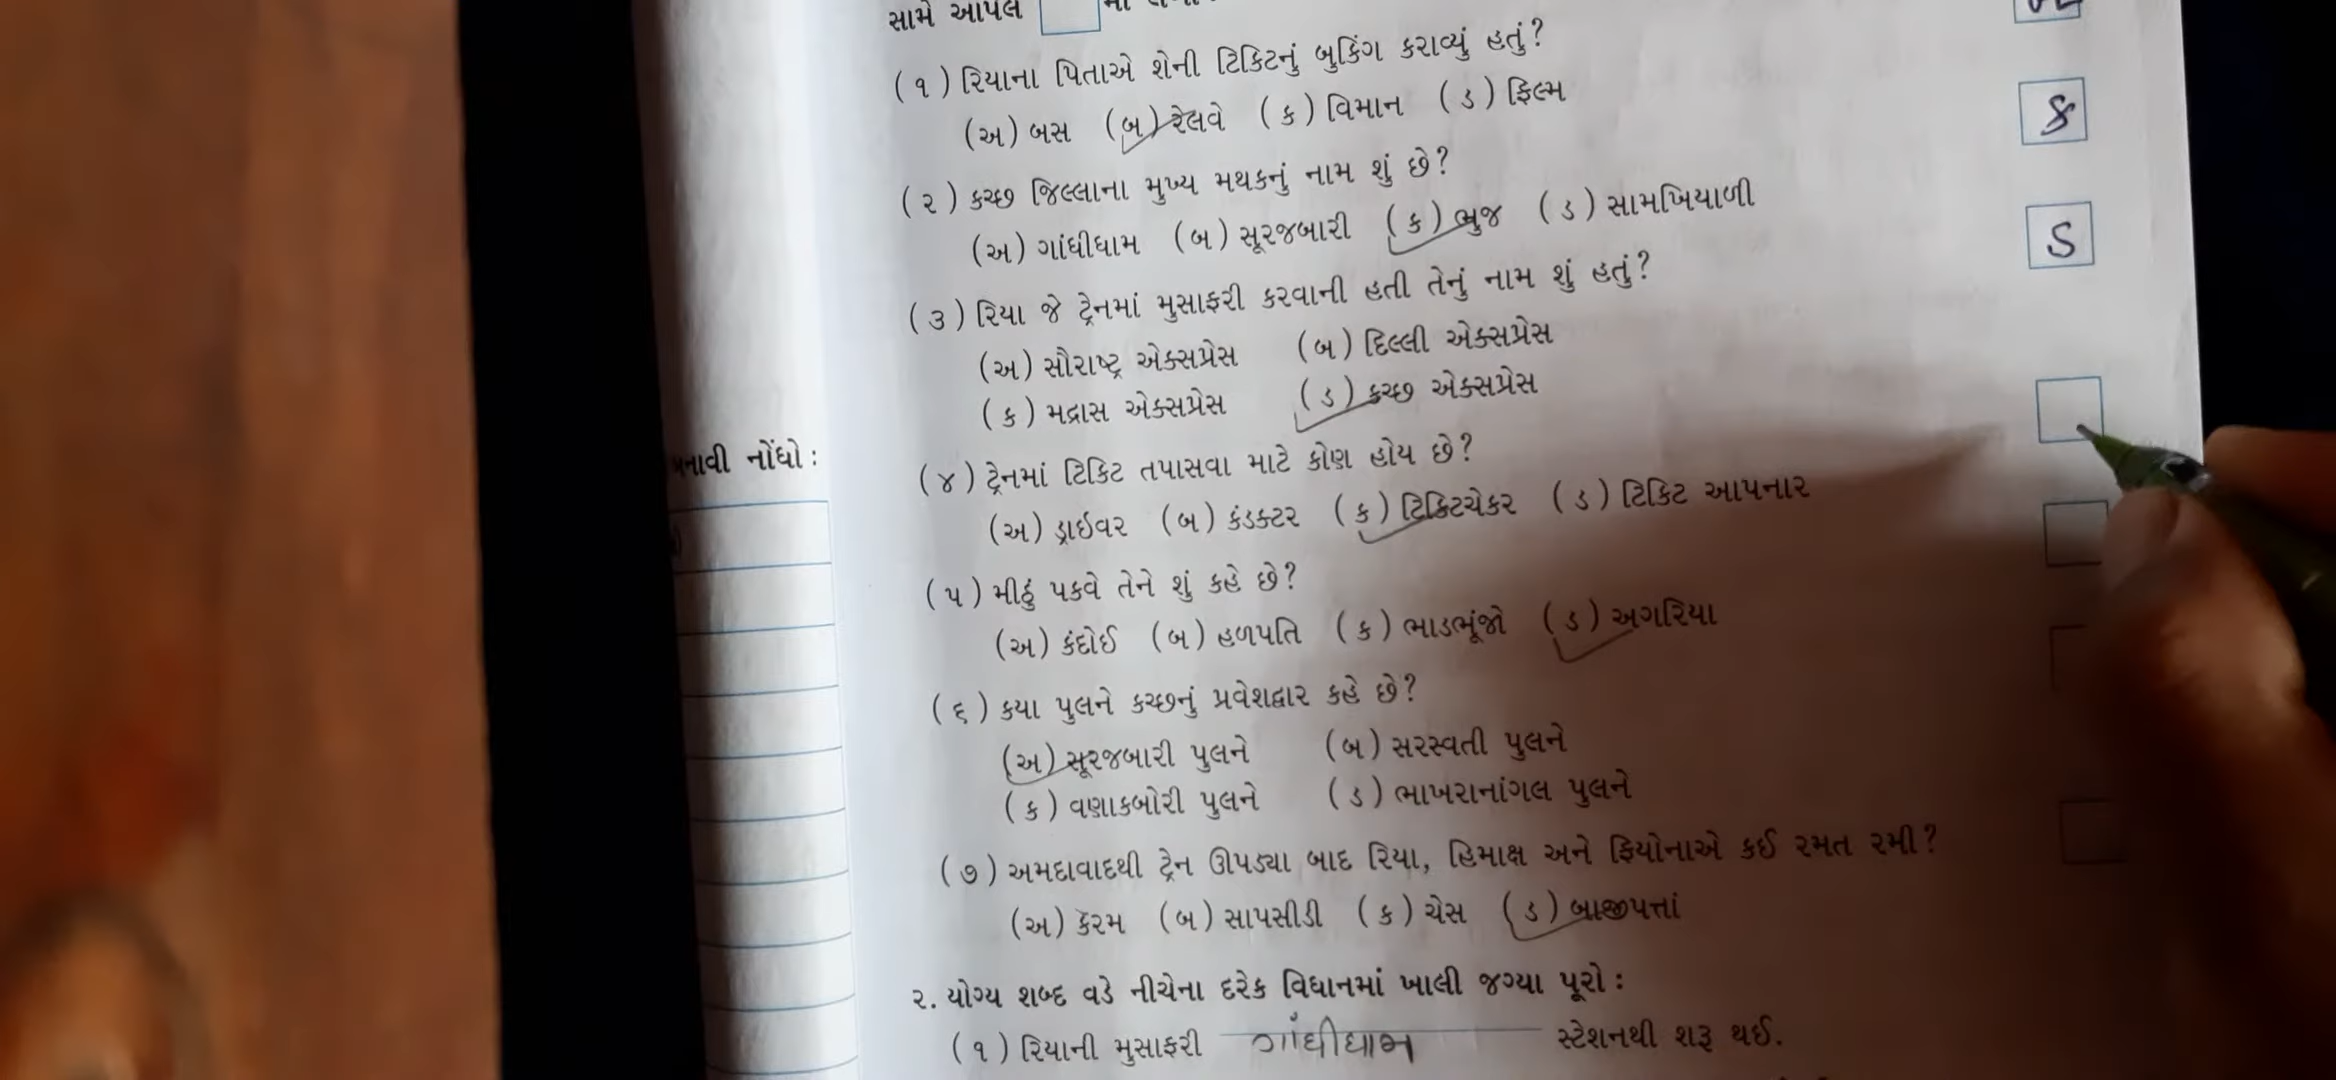 સામે આપેલ
(૧) રિયાના પિતાએ શેની ટિકિટનું બુકિંગ કરાવ્યું હતું?
(અ) બસ (બ) રેલવે (ક) વિમાન (ડ) ફિલ્મ
ક
(૨) કચ્છ જિલ્લાના મુખ્ય મથકનું નામ શું છે?
(અ) ગાંધીધામ (બ) સૂરજબારી (ક) ભુજ (ડ) સામખિયાળી
ડ
(૩) રિયા જે ટ્રેનમાં મુસાફરી કરવાની હતી તેનું નામ શું હતું?
(અ) સૌરાષ્ટ્ર એક્સપ્રેસ (બ) દિલ્લી એક્સપ્રેસ
(ક) મદ્રાસ એક્સપ્રેસ (ડ) કચ્છ એક્સપ્રેસ
નોંધો :
(૪) ટ્રેનમાં ટિકિટ તપાસવા માટે કોણ હોય છે?
(અ) ડ્રાઇવર (બ) કંડક્ટર (ક) ટિકિટચેકર (ડ) ટિકિટ આપનાર
(૫) મીઠું પકવે તેને શું કહે છે?
(અ) કંદોઈ (બ) હળપતિ (ક) ભાડભૂંજો (ડ) અગરિયા
(૬) કયા પુલને કચ્છનું પ્રવેશદ્વાર કહે છે?
(અ) સૂરજબારી પુલને (બ) સરસ્વતી પુલને
(ક) વણાકબોરી પુલને (ડ) ભાખરાનાંગલ પુલને
(૭) અમદાવાદથી ટ્રેન ઊપડ્યા બાદ રિયા, હિમાક્ષ અને ફિયોનાએ કઈ રમત રમી?
(અ) કૅરમ (બ) સાપસીડી (ક) ચેસ (ડ) બાજીપત્તાં
૨. યોગ્ય શબ્દ વડે નીચેના દરેક વિધાનમાં ખાલી જગ્યા પૂરો :
(૧) રિયાની મુસાફરી ગાંધીધામ સ્ટેશનથી શરૂ થઈ.